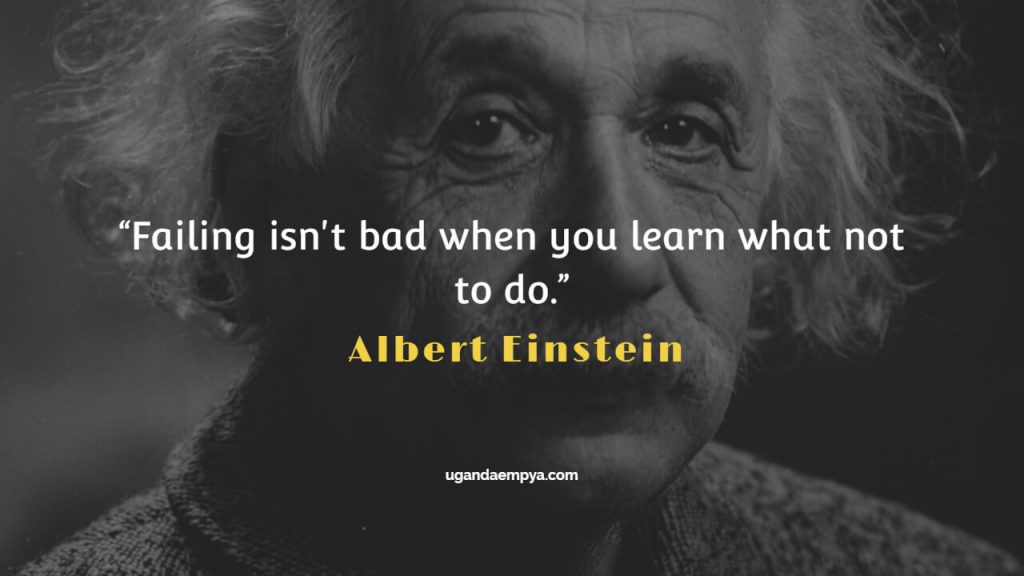 “Failing isn't bad when you learn what not
to do.”
Albert Einstein
ugandaempya.com